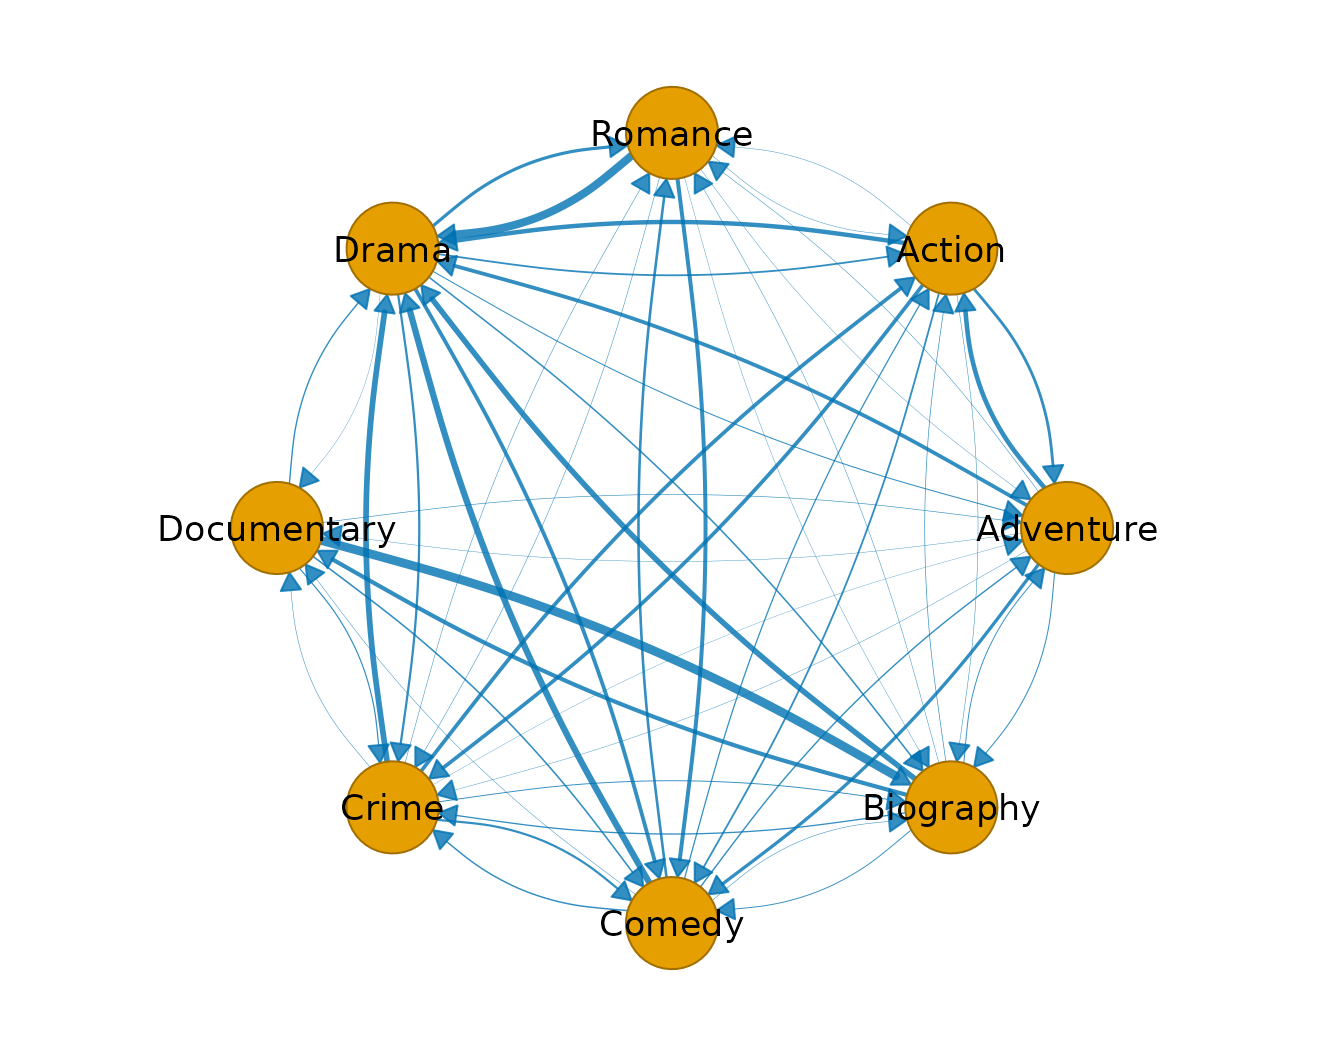 Romance
Drama
Action
Documentary
Adventure
Crime
Biography
Comedy